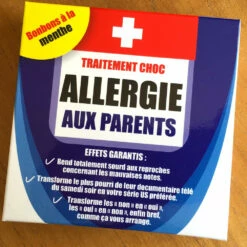 Bonbons à la
menthe
TRAITEMENT CHOC
ALLERGIE
AUX PARENTS
EFFETS GARANTIS :
Rend totalement sourd aux reproches
concernant les mauvaises notes.
Transforme le plus pourri de leur documentaire télé
du samedi soir en votre série US préférée.
Transforme les « non » en « oui »,
les « oui » en « non », enfin bref,
comme ça vous arrange.